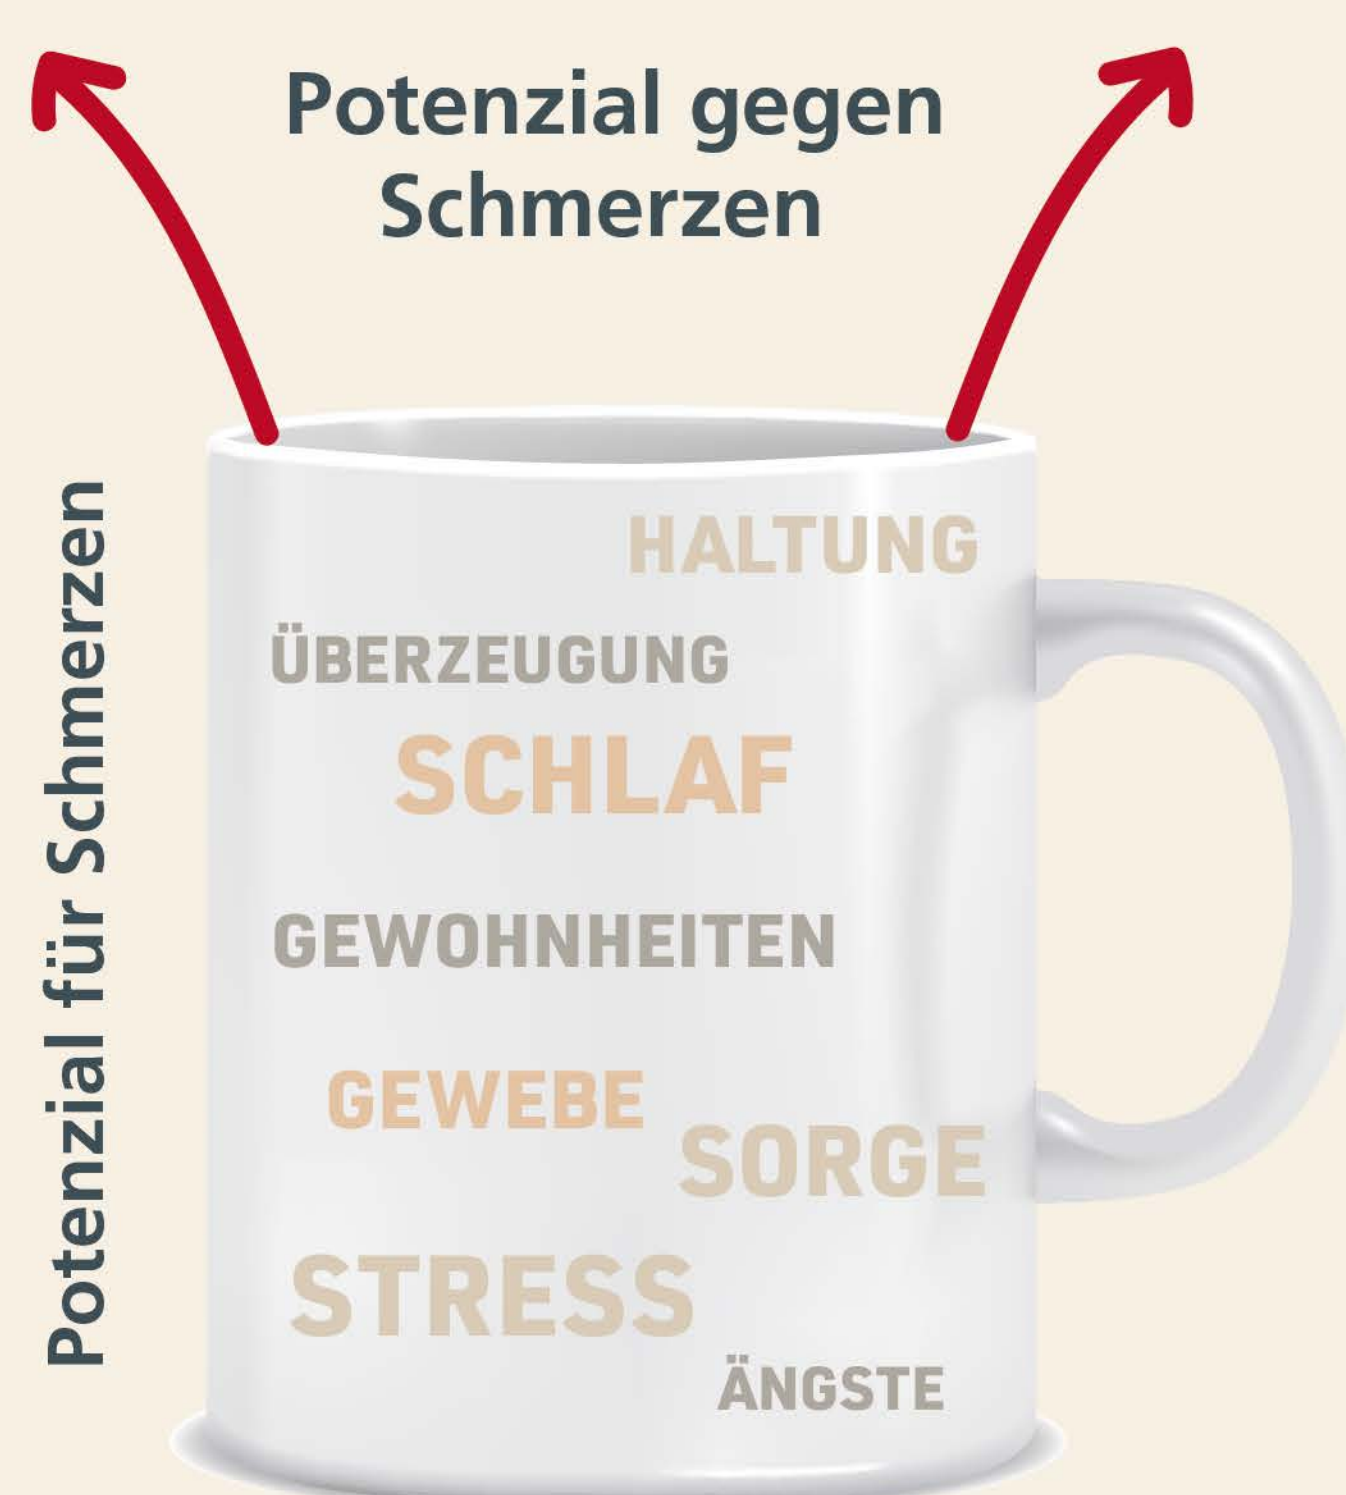 Potenzial gegen
Schmerzen
Potenzial für Schmerzen
HALTUNG
ÜBERZEUGUNG
SCHLAF
GEWOHNHEITEN
GEWEBE
SORGE
STRESS
ÄNGSTE